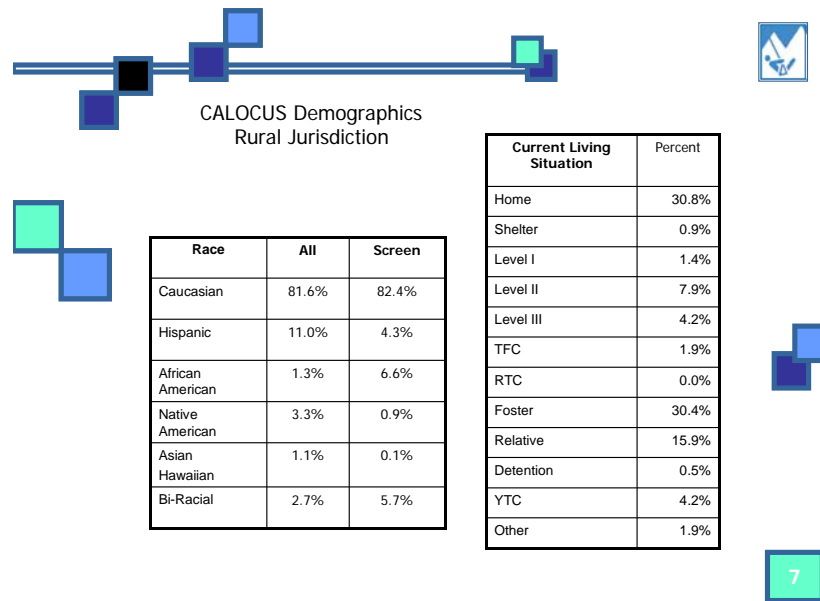 CALOCUS Demographics
Rural Jurisdiction
Race All Screen
Caucasian 81.6% 82.4%
Hispanic 11.0% 4.3%
African
American 1.3% 6.6%
Native
American 3.3% 0.9%
Asian
Hawaiian 1.1% 0.1%
Bi-Racial 2.7% 5.7%
Current Living
Situation Percent
Home 30.8%
Shelter 0.9%
Level I 1.4%
Level II 7.9%
Level III 4.2%
TFC 1.9%
RTC 0.0%
Foster 30.4%
Relative 15.9%
Detention 0.5%
YTC 4.2%
Other 1.9%
7